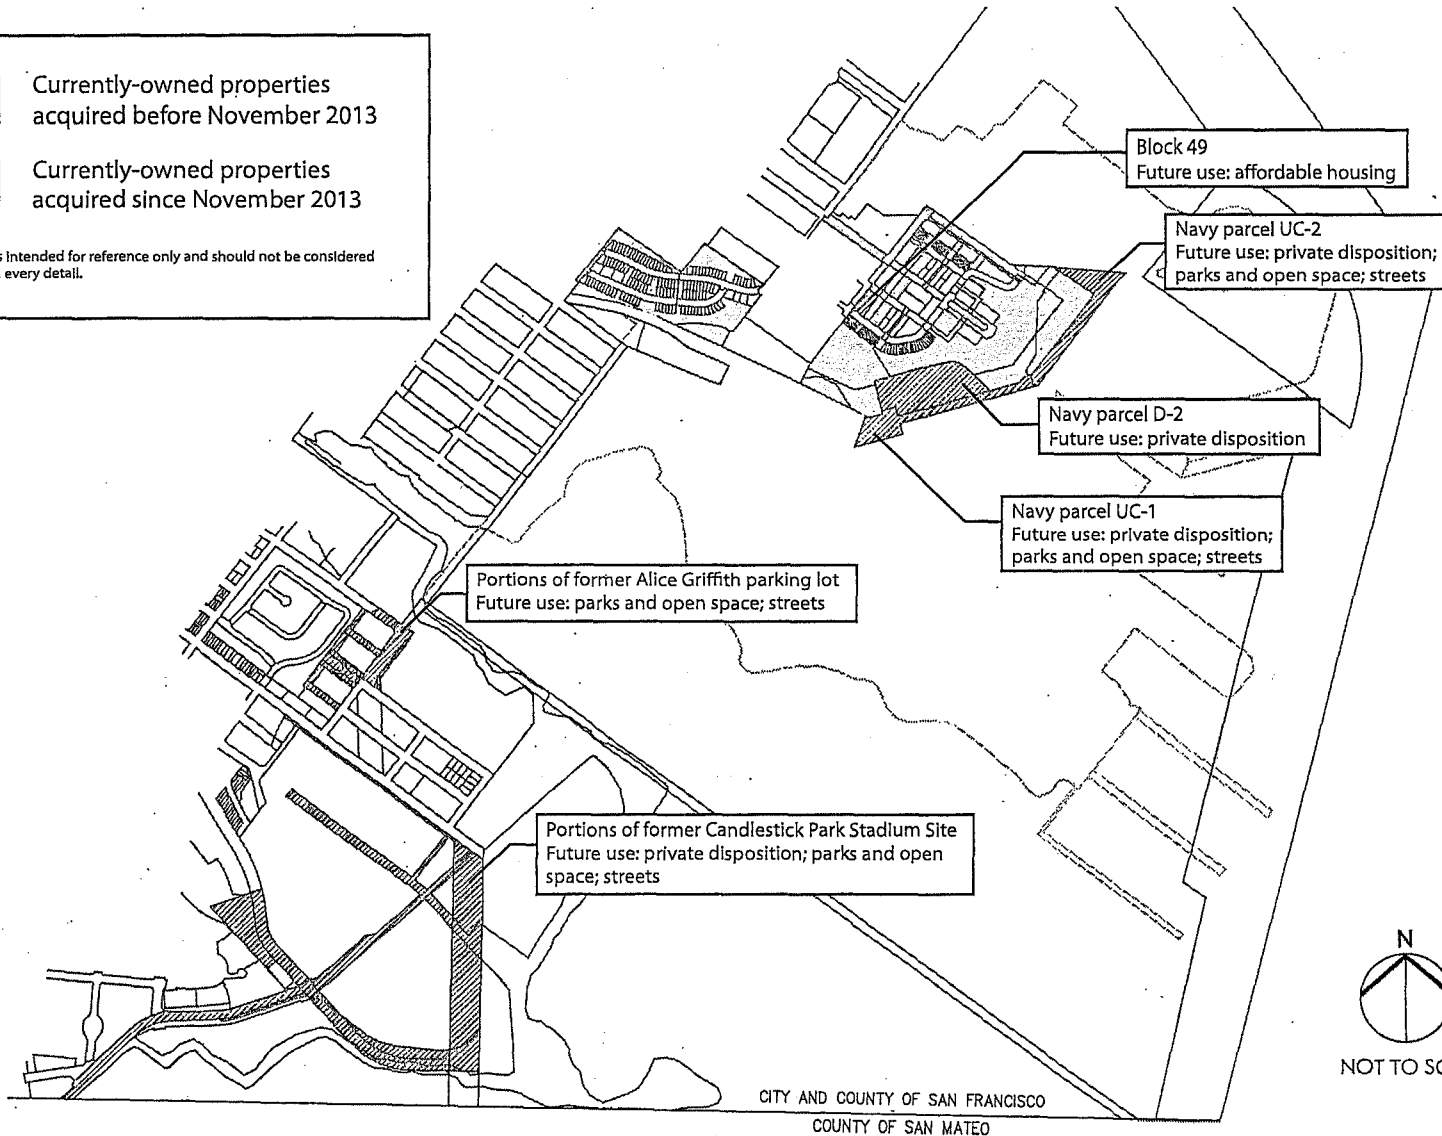 Currently-owned properties
acquired before November 2013
Currently-owned properties
acquired since November 2013
intended for reference only and should not be considered
every detail.
Block 49
Future use: affordable housing
Navy parcel UC-2
Future use: private disposition;
parks and open space; streets
Navy parcel D-2
Future use: private disposition
Navy parcel UC-1
Future use: private disposition;
parks and open space; streets
Portions of former Alice Griffith parking lot
Future use: parks and open space; streets
Portions of former Candlestick Park Stadium Site
Future use: private disposition; parks and open
space; streets
N
NOT TO
CITY AND COUNTY OF SAN FRANCISCO
COUNTY OF SAN MATEO